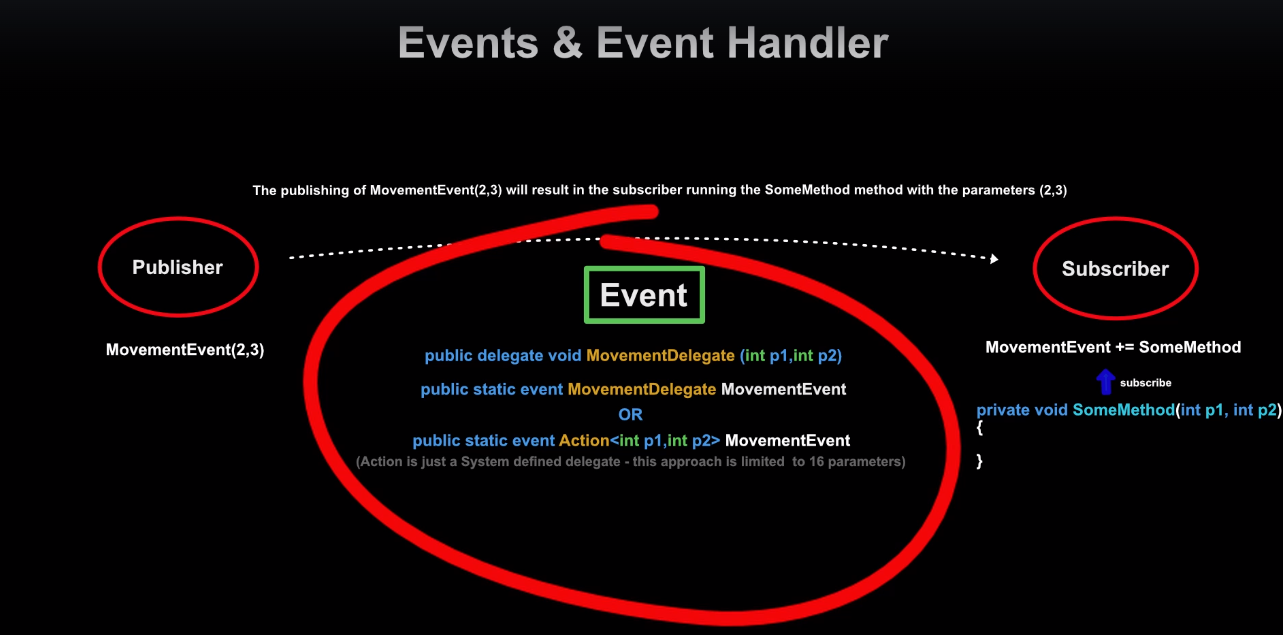 Events & Event Handler
The publishing of MovementEvent(2,3) will result in the subscriber running the SomeMethod method with the parameters (2,3)
Publisher
MovementEvent(2,3)
Event
public delegate void MovementDelegate (int p1,int p2)
public static event MovementDelegate MovementEvent
OR
public static event Action<int p1,int p2> MovementEvent
(Action is just a System defined delegate - this approach is limited to 16 parameters)
Subscriber
MovementEvent += SomeMethod
subscribe
private void SomeMethod(int p1, int p2)
{
}